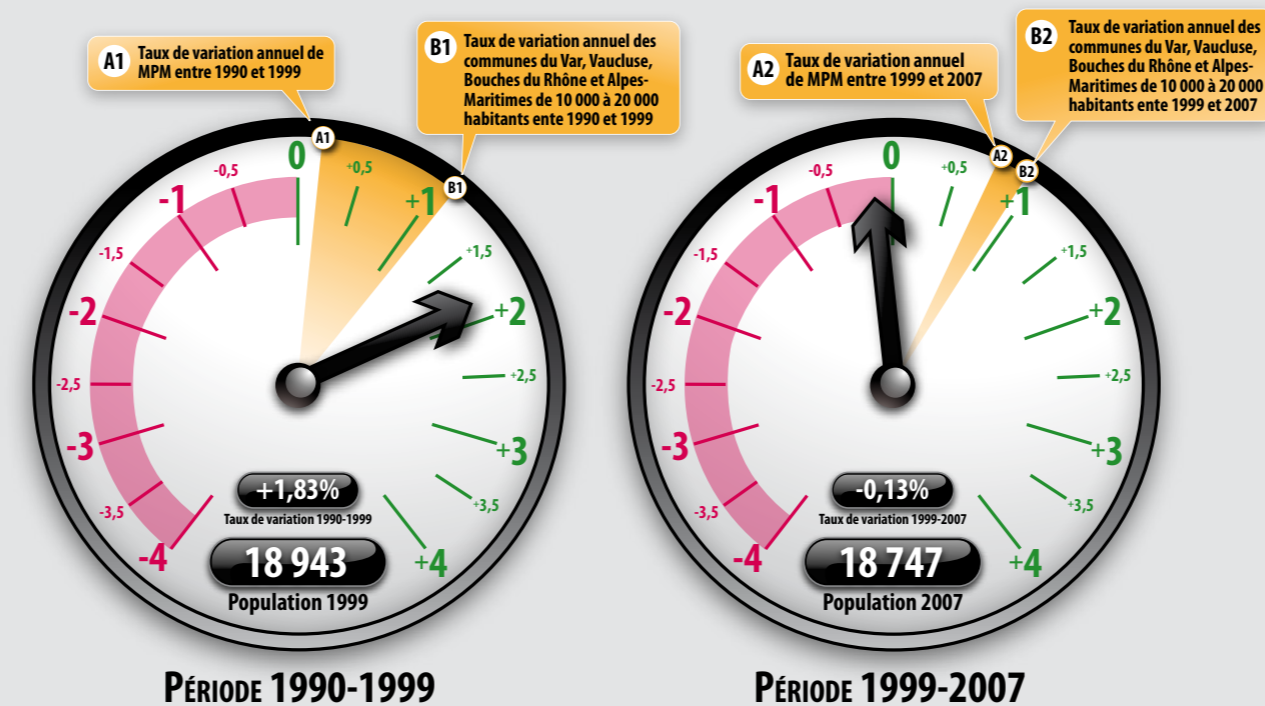 A1
Taux de variation annuel de
MPM entre 1990 et 1999
B1
Taux de variation annuel des
communes du Var, Vaucluse,
Bouches du Rhône et Alpes-
Maritimes de 10 000 à 20 000
habitants ente 1990 et 1999
A1
B1
0
-0,5
+0,5
-1
+1
-1,5
+1,5
-2
+2
-2,5
+2,5
-3
+3
-3,5
+3,5
-4
+4
+1,83%
Taux de variation 1990-1999
18 943
Population 1999
PÉRIODE 1990-1999
A2
Taux de variation annuel
de MPM entre 1999 et 2007
B2
Taux de variation annuel des
communes du Var, Vaucluse,
Bouches du Rhône et Alpes-
Maritimes de 10 000 à 20 000
habitants ente 1999 et 2007
A2
B2
0
-0,5
+0,5
-1
+1
-1,5
+1,5
-2
+2
-2,5
+2,5
-3
+3
-3,5
+3,5
-4
+4
-0,13%
Taux de variation 1999-2007
18 747
Population 2007
PÉRIODE 1999-2007